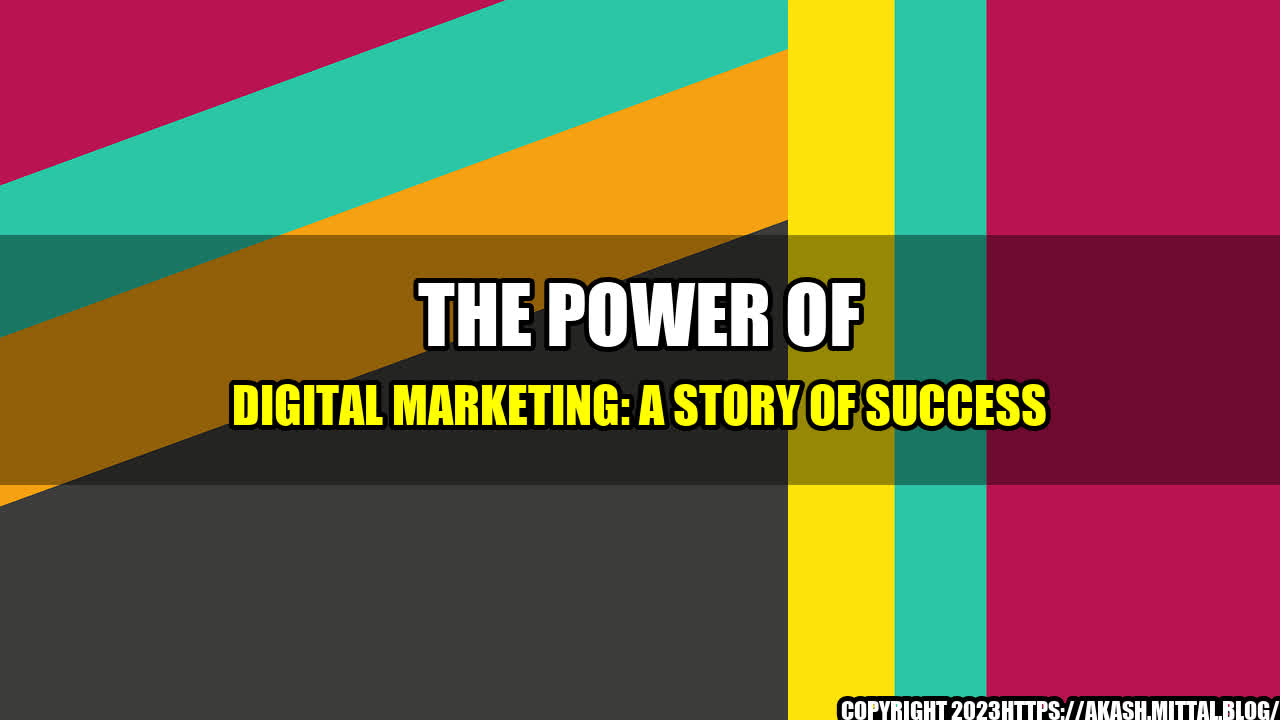 THE POWER OF
DIGITAL MARKETING: A STORY OF SUCCESS
COPYRIGHT 2023HTTPS://AKASH.MITTAL.BLOG/